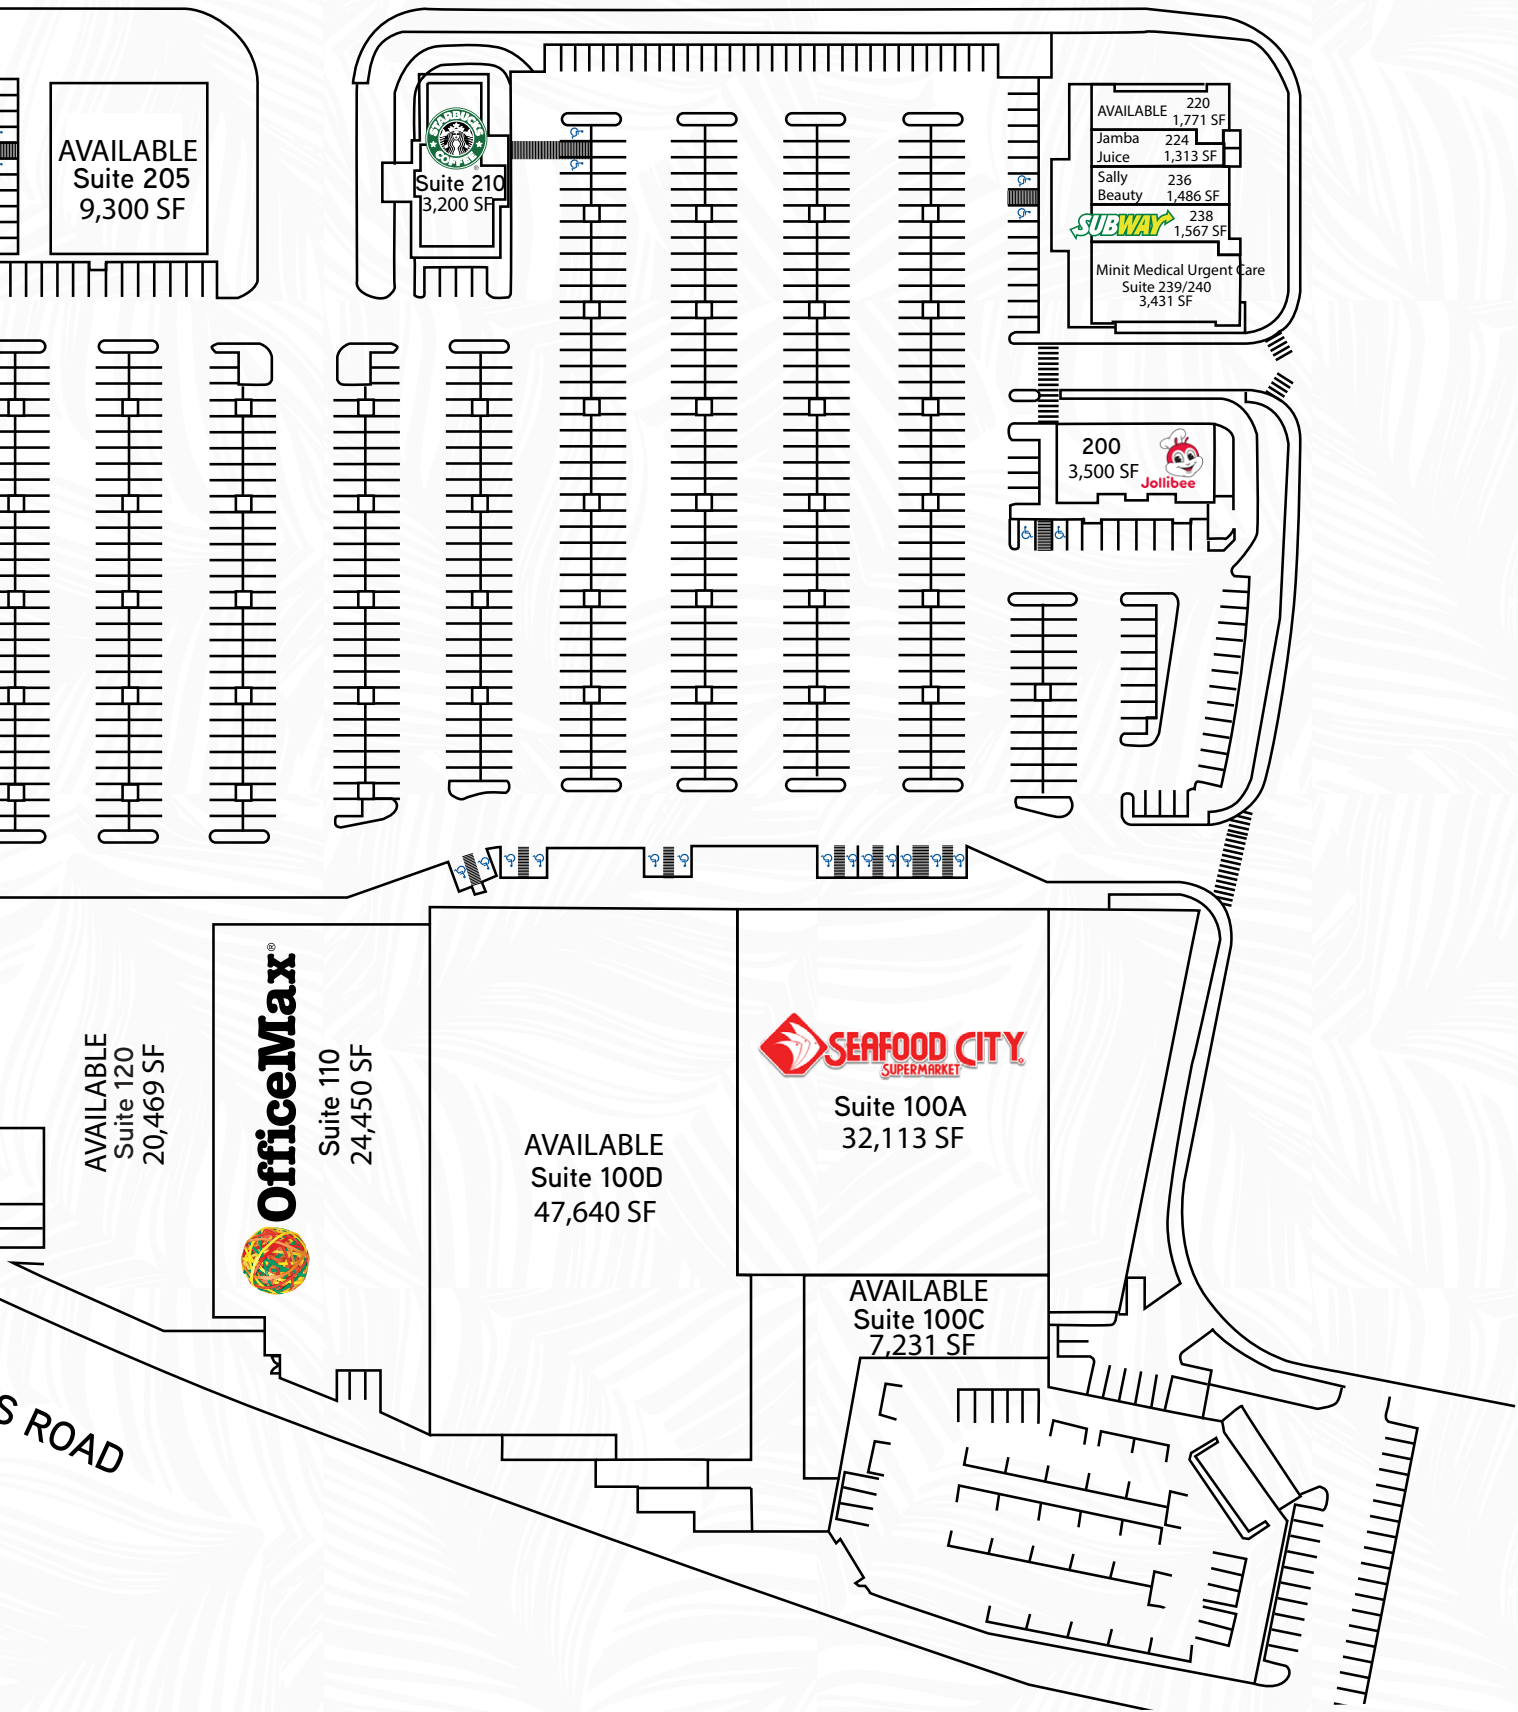 AVAILABLE
Suite 205
9,300 SF
STARBUCKS
COFFEE
Suite 210
3,200 SF
AVAILABLE 220
1,771 SF
Jamba 224
Juice 1,313 SF
Sally 236
Beauty 1,486 SF
SUBWAY 238
1,567 SF
Minit Medical Urgent Care
Suite 239/240
3,431 SF
200
3,500 SF
Jollibee
AVAILABLE
Suite 120
20,469 SF
OfficeMax®
Suite 110
24,450 SF
AVAILABLE
Suite 100D
47,640 SF
SEAFOOD CITY
SUPERMARKET
Suite 100A
32,113 SF
AVAILABLE
Suite 100C
7,231 SF
S ROAD